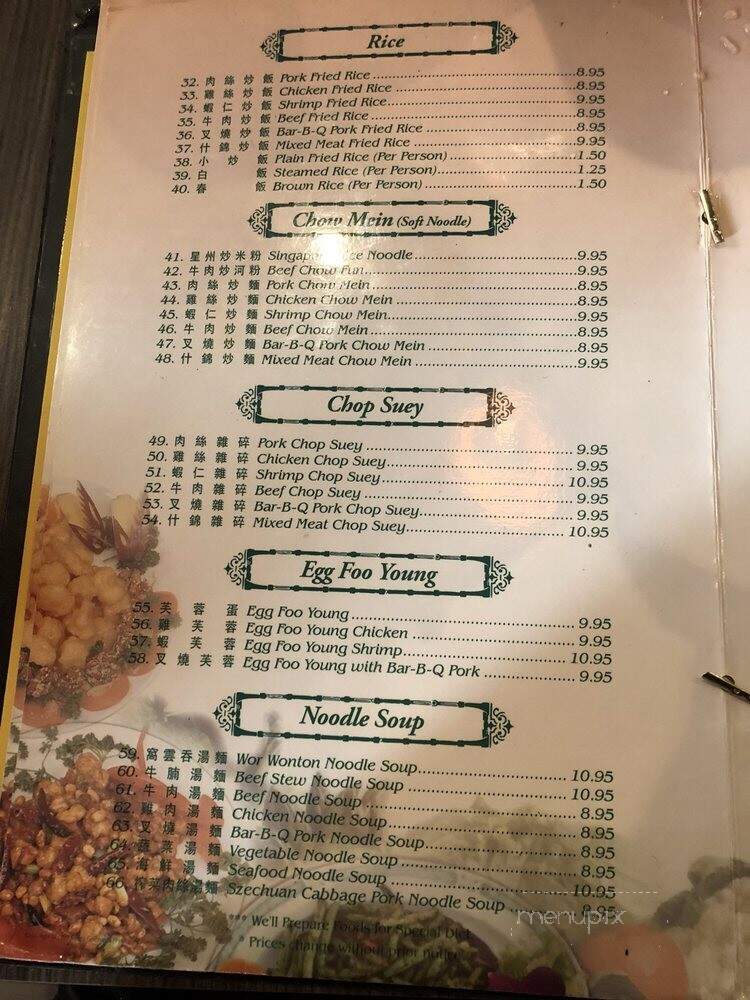 Rice
32. 肉絲炒飯 Pork Fried Rice 8.95
33. 雞絲炒飯 Chicken Fried Rice 8.95
34. 蝦仁炒飯 Shrimp Fried Rice 9.95
35. 牛肉炒飯 Beef Fried Rice 8.95
36. 叉燒炒飯 Bar-B-Q Pork Fried Rice 8.95
37. 什錦炒飯 Mixed Meat Fried Rice 9.95
38. 小炒飯 Plain Fried Rice (Per Person) 1.50
39. 白飯 Steamed Rice (Per Person) 1.25
40. 春飯 Brown Rice (Per Person) 1.50
Chow Mein (Soft Noodle)
41. 星州炒米粉 Singapore Rice Noodle 9.95
42. 牛肉炒河粉 Beef Chow Fun 9.95
43. 肉絲炒麵 Pork Chow Mein 8.95
44. 雞絲炒麵 Chicken Chow Mein 8.95
45. 蝦仁炒麵 Shrimp Chow Mein 9.95
46. 牛肉炒麵 Beef Chow Mein 8.95
47. 叉燒炒麵 Bar-B-Q Pork Chow Mein 8.95
48. 什錦炒麵 Mixed Meat Chow Mein 9.95
Chop Suey
49. 肉絲雜碎 Pork Chop Suey 9.95
50. 雞絲雜碎 Chicken Chop Suey 9.95
51. 蝦仁雜碎 Shrimp Chop Suey 10.95
52. 牛肉雜碎 Beef Chop Suey 9.95
53. 叉燒雜碎 Bar-B-Q Pork Chop Suey 9.95
54. 什錦雜碎 Mixed Meat Chop Suey 10.95
Egg Foo Young
55. 芙蓉蛋 Egg Foo Young 9.95
56. 雞芙蓉 Egg Foo Young Chicken 9.95
57. 蝦芙蓉 Egg Foo Young Shrimp 10.95
58. 叉燒芙蓉 Egg Foo Young with Bar-B-Q Pork 9.95
Noodle Soup
59. 窩雲吞湯麵 Wor Wonton Noodle Soup 10.95
60. 牛腩湯麵 Beef Stew Noodle Soup 10.95
61. 牛肉湯麵 Beef Noodle Soup 8.95
62. 雞肉湯麵 Chicken Noodle Soup 8.95
63. 叉燒湯麵 Bar-B-Q Pork Noodle Soup 8.95
64. 蔬菜湯麵 Vegetable Noodle Soup 8.95
65. 海鮮湯麵 Seafood Noodle Soup 10.95
66. 榨菜肉絲湯麵 Szechuan Cabbage Pork Noodle Soup 8.95
*** We'll Prepare Foods for Special Diet
* Prices change without prior notice
menupix